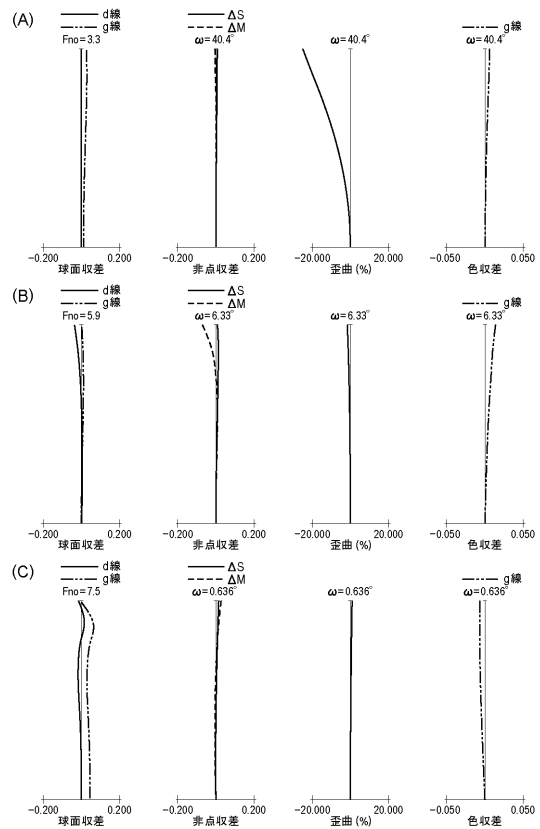 (A)
d線
g線
Fno=3.3
-0.200 0.200
球面収差
ΔS
ΔM
ω=40.4°
-0.200 0.200
非点収差
ω=40.4°
-20.000 20.000
歪曲(%)
g線
ω=40.4°
-0.050 0.050
色収差
(B)
d線
g線
Fno=5.9
-0.200 0.200
球面収差
ΔS
ΔM
ω=6.33°
-0.200 0.200
非点収差
ω=6.33°
-20.000 20.000
歪曲(%)
g線
ω=6.33°
-0.050 0.050
色収差
(C)
d線
g線
Fno=7.5
-0.200 0.200
球面収差
ΔS
ΔM
ω=0.636°
-0.200 0.200
非点収差
ω=0.636°
-20.000 20.000
歪曲(%)
g線
ω=0.636°
-0.050 0.050
色収差